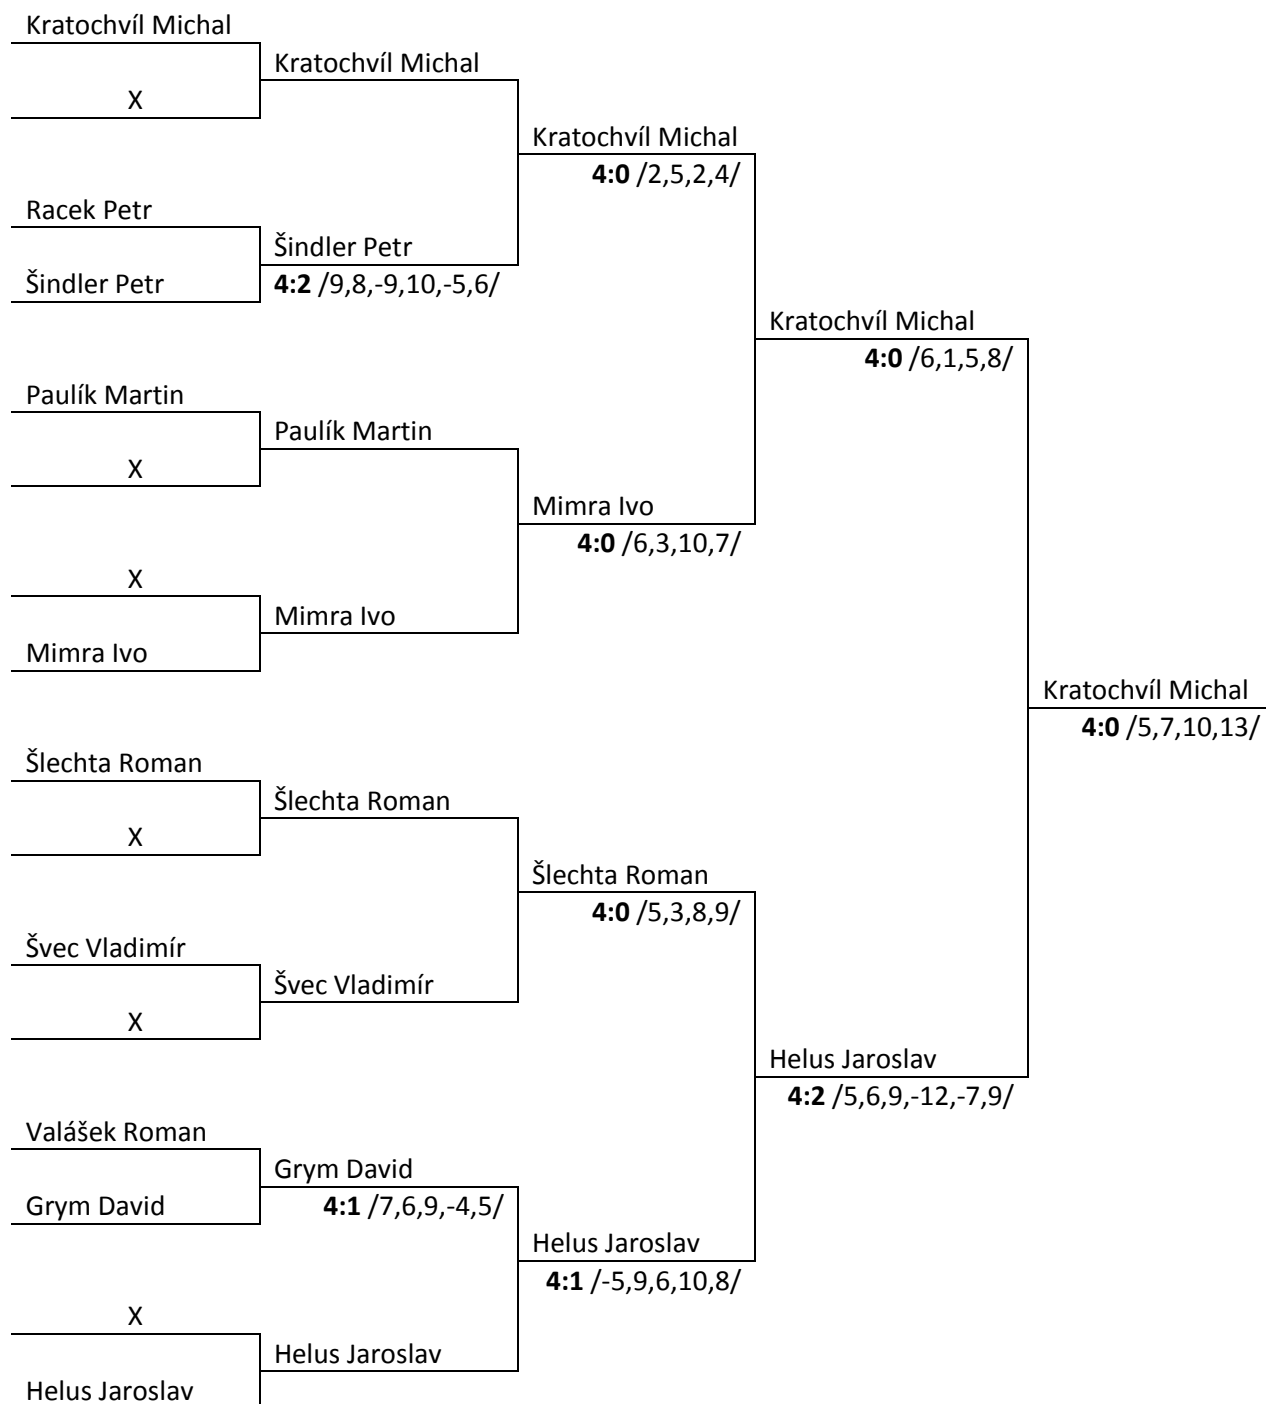 Kratochvíl Michal
Kratochvíl Michal
X
Kratochvíl Michal
4:0 /2,5,2,4/
Racek Petr
Šindler Petr
Šindler Petr
4:2 /9,8,-9,10,-5,6/
Kratochvíl Michal
4:0 /6,1,5,8/
Paulík Martin
Paulík Martin
X
Mimra Ivo
4:0 /6,3,10,7/
X
Mimra Ivo
Mimra Ivo
Kratochvíl Michal
4:0 /5,7,10,13/
Šlechta Roman
Šlechta Roman
X
Šlechta Roman
4:0 /5,3,8,9/
Švec Vladimír
Švec Vladimír
X
Helus Jaroslav
4:2 /5,6,9,-12,-7,9/
Valášek Roman
Grym David
Grym David
4:1 /7,6,9,-4,5/
Helus Jaroslav
4:1 /-5,9,6,10,8/
X
Helus Jaroslav
Helus Jaroslav